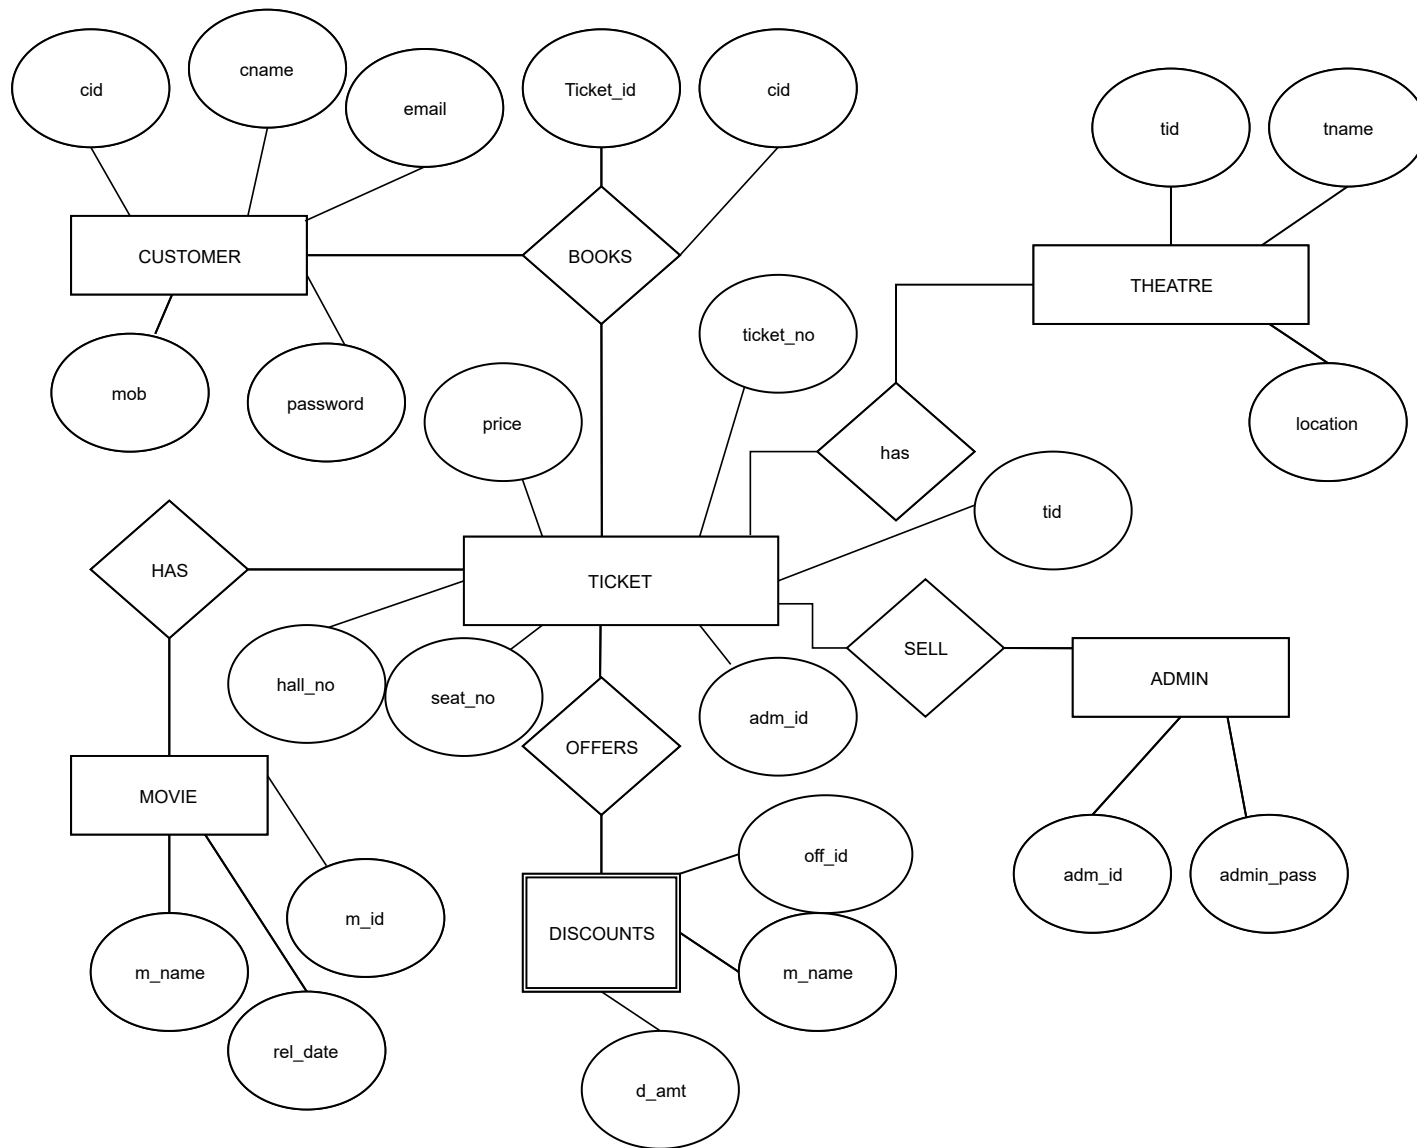 cid
cname
email
Ticket_id
cid
tid
tname
CUSTOMER
BOOKS
THEATRE
ticket_no
mob
password
price
has
location
tid
HAS
TICKET
hall_no
seat_no
SELL
ADMIN
adm_id
OFFERS
MOVIE
off_id
adm_id
admin_pass
m_id
DISCOUNTS
m_name
m_name
rel_date
d_amt